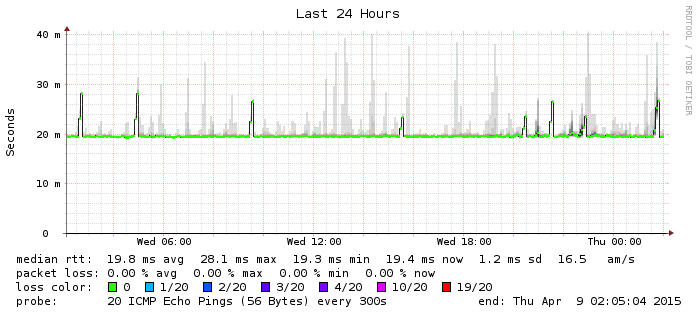 Last 24 Hours
RRDTOOL / TOBI OETIKER
Seconds
40 m
30 m
20 m
10 m
0
Wed 06:00 Wed 12:00 Wed 18:00 Thu 00:00
median rtt: 19.8 ms avg 28.1 ms max 19.3 ms min 19.4 ms now 1.2 ms sd 16.5 am/s
packet loss: 0.00 % avg 0.00 % max 0.00 % min 0.00 % now
loss color: 0 1/20 2/20 3/20 4/20 10/20 19/20
probe: 20 ICMP Echo Pings (56 Bytes) every 300s end: Thu Apr 9 02:05:04 2015